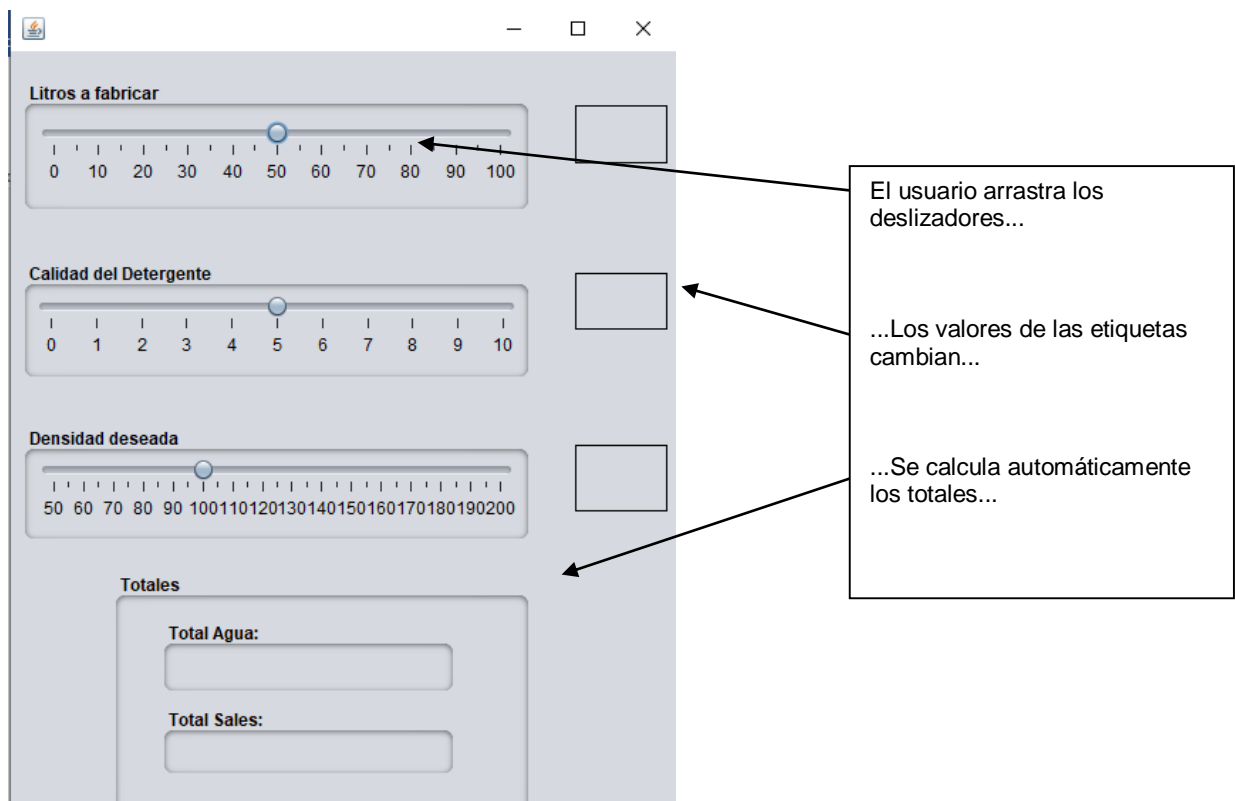 Litros a fabricar
0 10 20 30 40 50 60 70 80 90 100
Calidad del Detergente
0 1 2 3 4 5 6 7 8 9 10
Densidad deseada
50 60 70 80 90 100110120130140150160170180190200
Totales
Total Agua:
Total Sales:
El usuario arrastra los
deslizadores...
...Los valores de las etiquetas
cambian...
...Se calcula automáticamente
los totales...